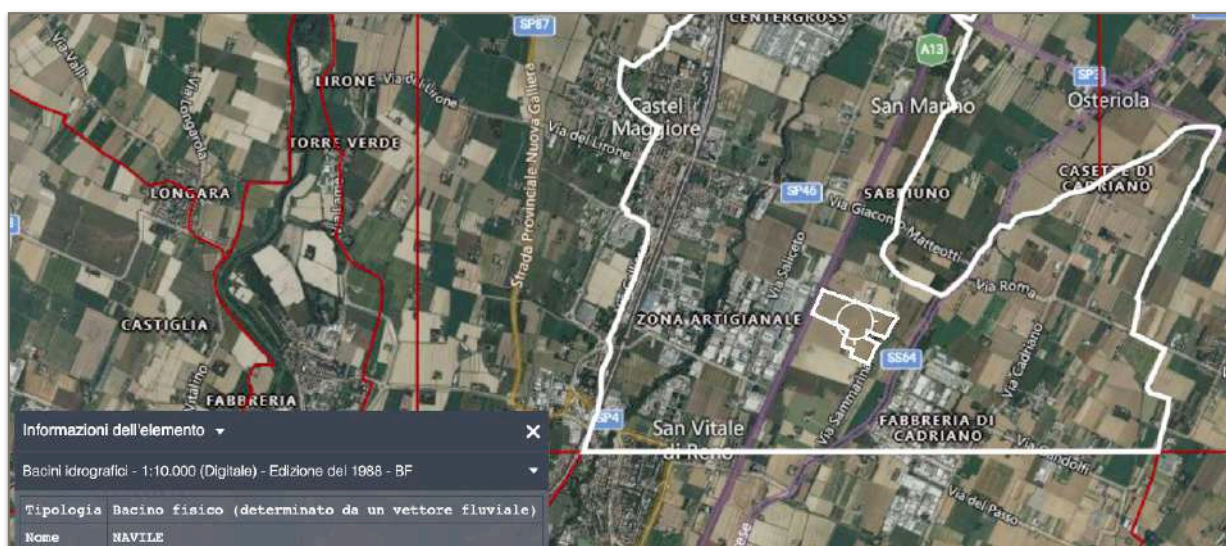 SP87
CENTERGROSS
Via Valli
Via Longarola
LIRONE
Via del Lirone
A13
SP3
Castel
Maggiore
San Marino
Osteriola
Strada Provinciale Nuova Galliera
TORRE VERDE
Via del Lirone
CASETTE DI
CADRIANO
LONGARA
SP46
SABBIUNO
Via Giacomo Matteotti
Via Saliceto
Via Roma
CASTIGLIA
ZONA ARTIGIANALE
SS64
Via Cadriano
Via Sammarina
FABBRERIA
SP4
San Vitale
di Reno
FABBRERIA DI
CADRIANO
Via Gandolfi
Via del Passo
Informazioni dell'elemento
Bacini idrografici - 1:10.000 (Digitale) - Edizione del 1988 - BF
Tipologia Bacino fisico (determinato da un vettore fluviale)
Nome NAVILE